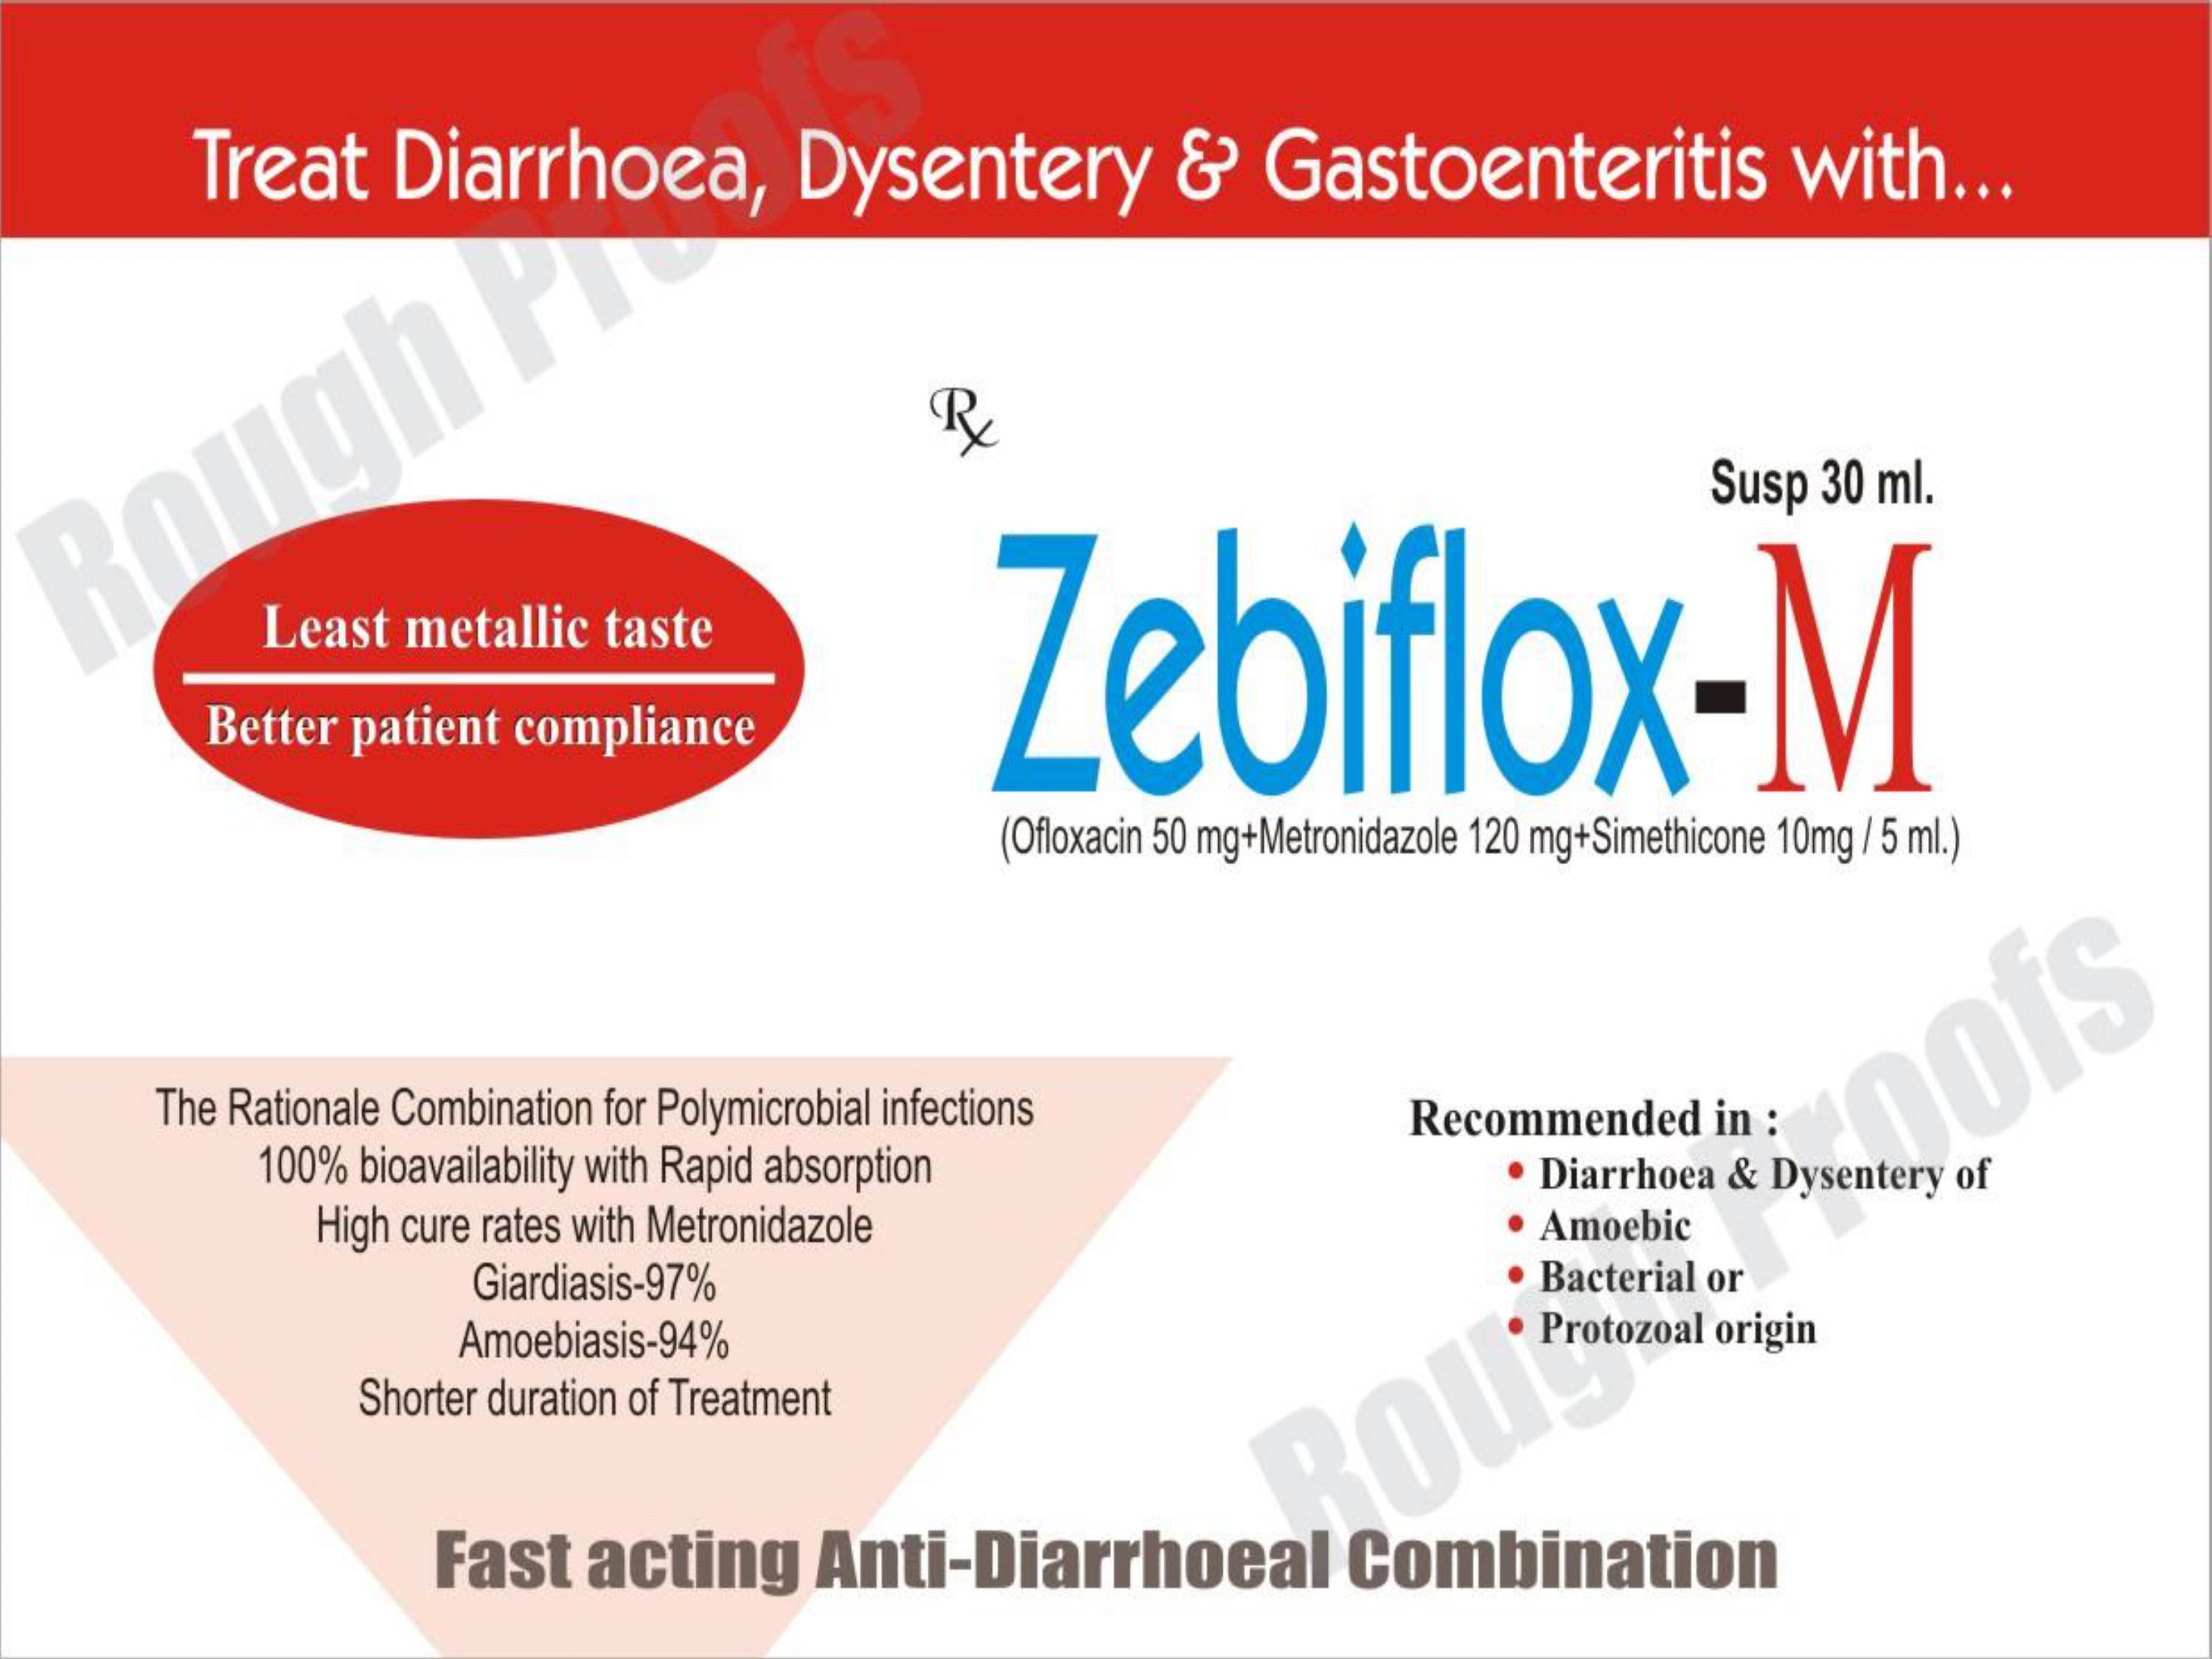 Treat Diarrhoea, Dysentery & Gastoenteritis with...
Rough Proofs
Rx
Susp 30 ml.
Least metallic taste
Better patient compliance
Zebiflox-M
(Ofloxacin 50 mg+Metronidazole 120 mg+Simethicone 10mg / 5 ml.)
The Rationale Combination for Polymicrobial infections
100% bioavailability with Rapid absorption
High cure rates with Metronidazole
Giardiasis-97%
Amoebiasis-94%
Shorter duration of Treatment
Recommended in :
• Diarrhoea & Dysentery of
• Amoebic
• Bacterial or
• Protozoal origin
Rough Proofs
Fast acting Anti-Diarrhoeal Combination